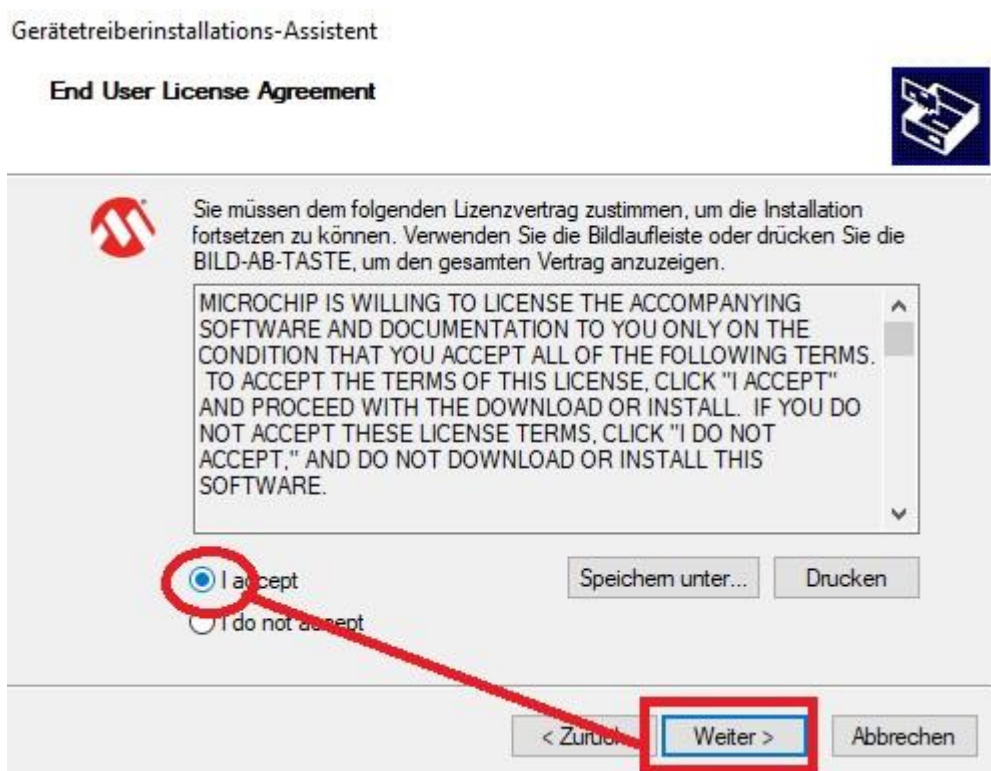 Gerätetreiberinstallations-Assistent
End User License Agreement
Sie müssen dem folgenden Lizenzvertrag zustimmen, um die Installation
fortsetzen zu können. Verwenden Sie die Bildlaufleiste oder drücken Sie die
BILD-AB-TASTE, um den gesamten Vertrag anzuzeigen.
MICROCHIP IS WILLING TO LICENSE THE ACCOMPANYING
SOFTWARE AND DOCUMENTATION TO YOU ONLY ON THE
CONDITION THAT YOU ACCEPT ALL OF THE FOLLOWING TERMS.
TO ACCEPT THE TERMS OF THIS LICENSE, CLICK "I ACCEPT"
AND PROCEED WITH THE DOWNLOAD OR INSTALL. IF YOU DO
NOT ACCEPT THESE LICENSE TERMS, CLICK "I DO NOT
ACCEPT," AND DO NOT DOWNLOAD OR INSTALL THIS
SOFTWARE.
I accept
Speichern unter...
Drucken
I do not accept
< Zurück
Weiter >
Abbrechen